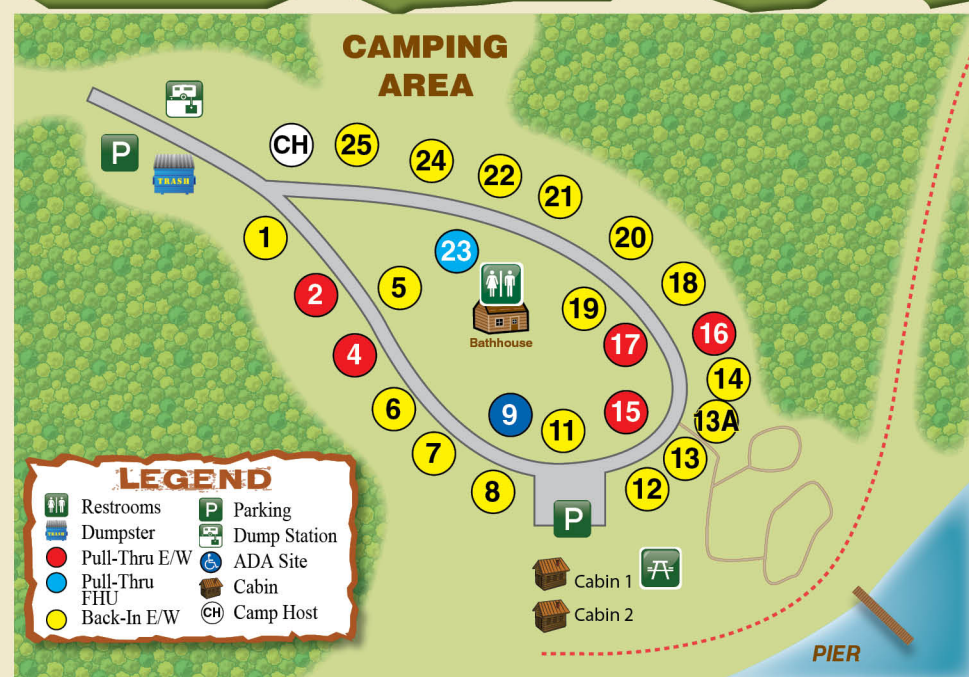 CAMPING
AREA
CH
25
24
22
21
20
18
16
14
13A
13
12
P
TRASH
1
2
4
5
6
7
8
9
11
15
17
19
23
Bathhouse
P
Cabin 1
Cabin 2
PIER
LEGEND
Restrooms
P Parking
TRASH Dumpster
Dump Station
Pull-Thru E/W
ADA Site
Pull-Thru
FHU
Cabin
Back-In E/W
CH Camp Host